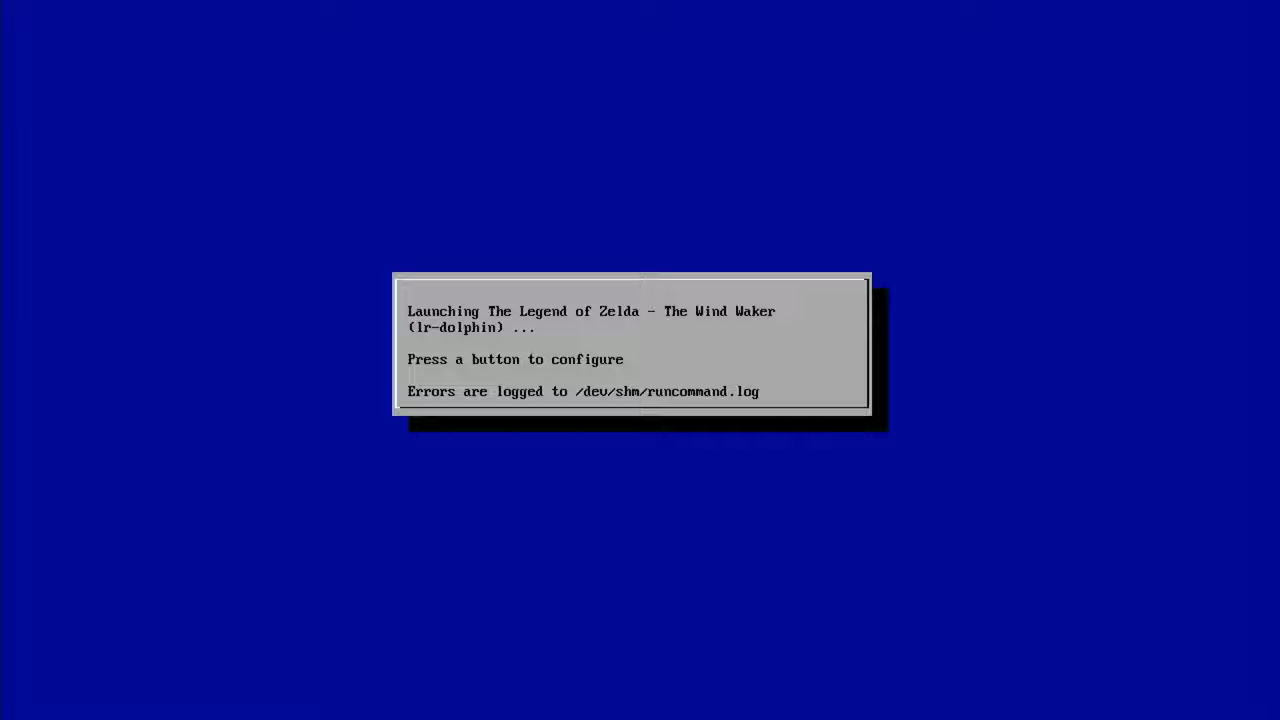 Launching The Legend of Zelda - The Wind Waker
(lr-dolphin) ...
Press a button to configure
Errors are logged to /dev/shm/runcommand.log